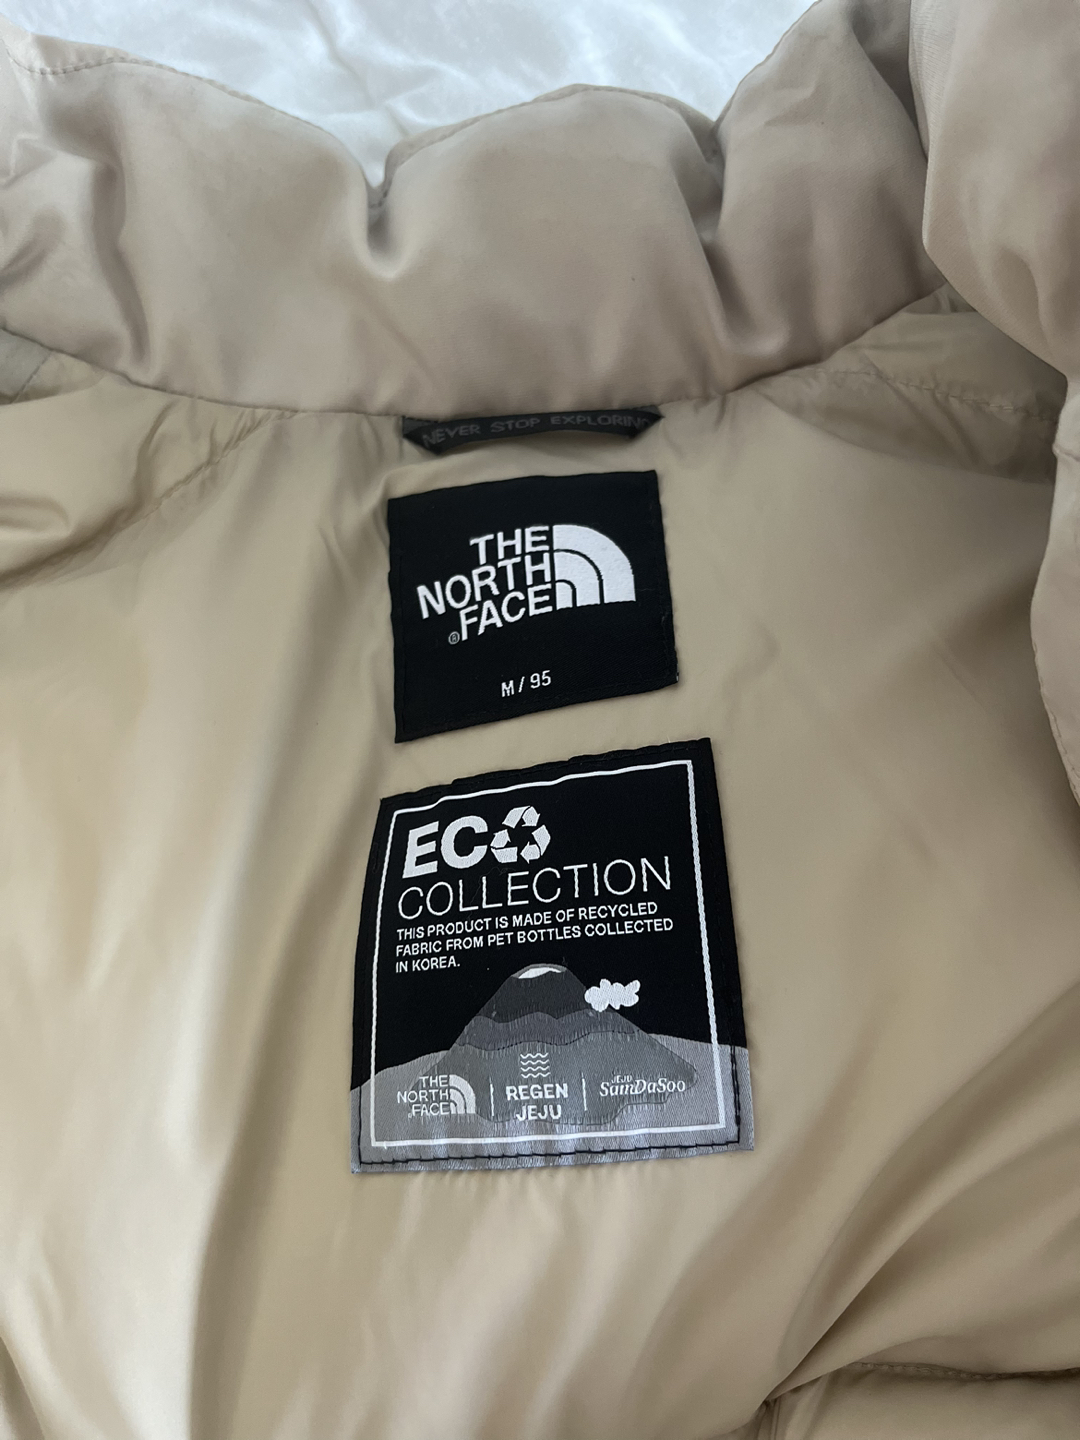 NEVER STOP EXPLORING
THE
NORTH
FACE
®
M / 95
ECO
COLLECTION
THIS PRODUCT IS MADE OF RECYCLED
FABRIC FROM PET BOTTLES COLLECTED
IN KOREA.
THE
NORTH
FACE
REGEN
JEJU
JEJU
SamDaSoo